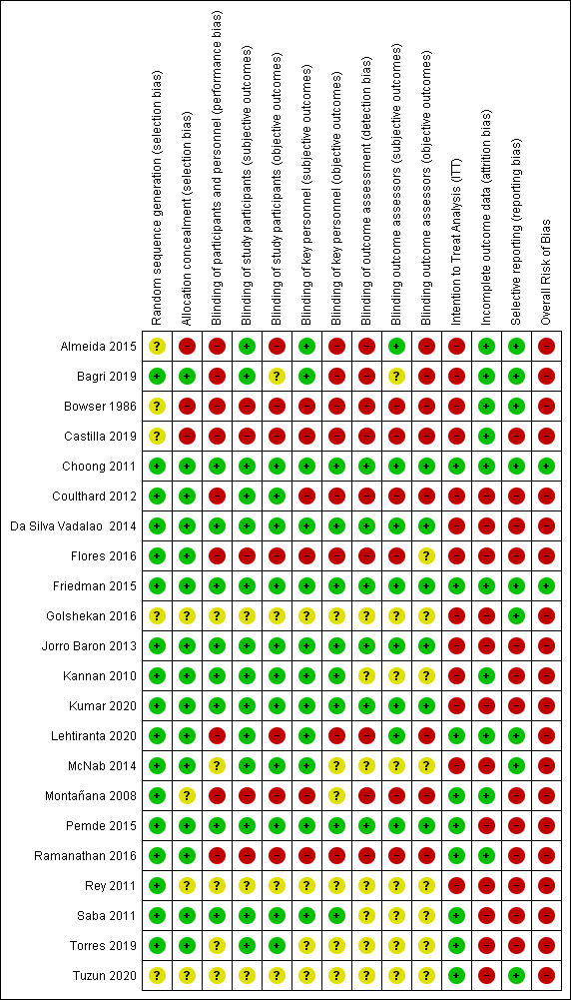 Random sequence generation (selection bias)
Allocation concealment (selection bias)
Blinding of participants and personnel (performance bias)
Blinding of study participants (subjective outcomes)
Blinding of study participants (objective outcomes)
Blinding of key personnel (subjective outcomes)
Blinding of key personnel (objective outcomes)
Blinding of outcome assessment (detection bias)
Blinding outcome assessors (subjective outcomes)
Blinding outcome assessors (objective outcomes)
Intention to Treat Analysis (ITT)
Incomplete outcome data (attrition bias)
Selective reporting (reporting bias)
Overall Risk of Bias
Almeida 2015 ? - - + - + - - + - - + + -
Bagri 2019 + + - + ? + - - ? - - + + -
Bowser 1986 ? - - - - - - - - - - + + -
Castilla 2019 ? - - - - - - - - - - + - -
Choong 2011 + + + + + + + + + + + + + +
Coulthard 2012 + + - + + - - - - - - - - -
Da Silva Vadalao 2014 + + + + + + + + + + - - - -
Flores 2016 + + - - - - - - - ? - - - -
Friedman 2015 + + + + + + + + + + + + + +
Golshekan 2016 ? ? ? ? ? ? ? ? ? ? - - + -
Jorro Baron 2013 + + + + + + + + + + - - - -
Kannan 2010 + + + + + + + ? ? ? - + - -
Kumar 2020 + + + + + + + + + + - - - -
Lehtiranta 2020 + + - + - + - - + - + + + -
McNab 2014 + + ? + + + ? ? ? ? - - + -
Montañana 2008 + ? - - - - ? - - - + + - -
Pemde 2015 + + + + + + + + + + + - - -
Ramanathan 2016 + + - - - - - - - - + + - -
Rey 2011 + ? ? ? ? ? ? ? ? ? - - - -
Saba 2011 + + + + + + + ? ? ? + - - -
Torres 2019 + + ? + + ? ? ? ? ? + - - -
Tuzun 2020 ? ? ? ? ? ? ? ? ? ? + - + -